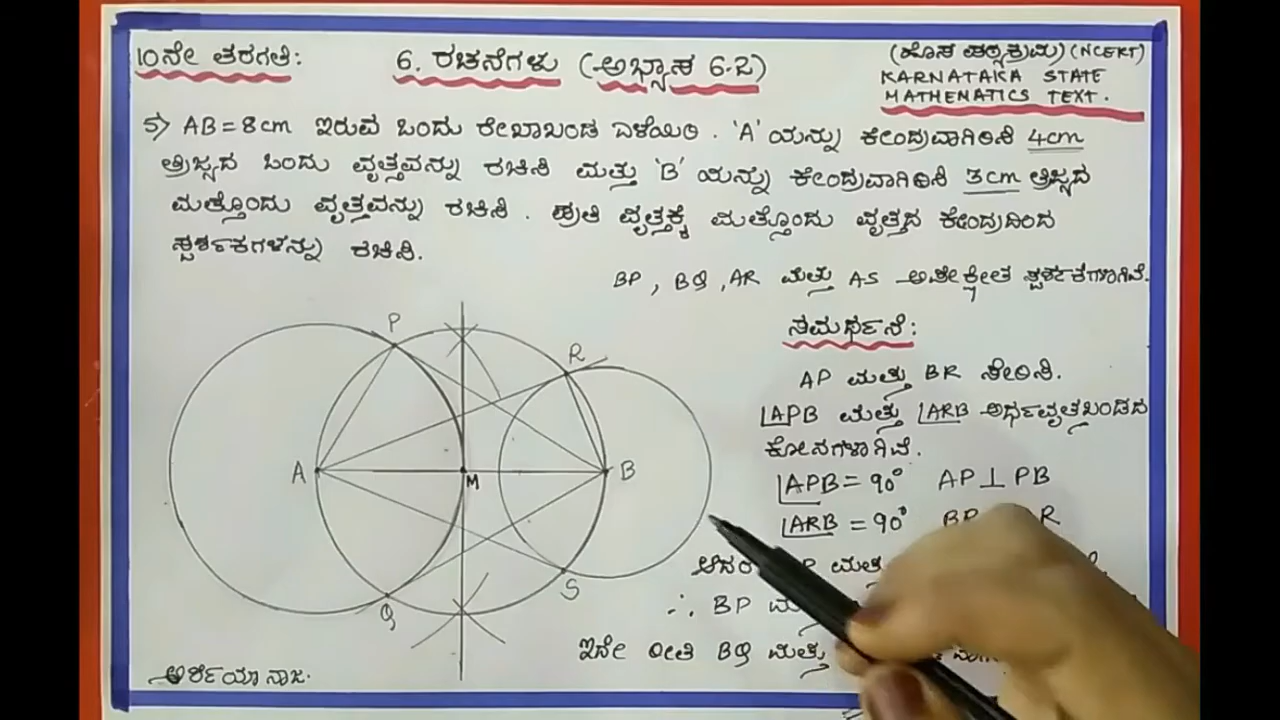 10ನೇ ತರಗತಿ:
6. ರಚನೆಗಳು (ಅಭ್ಯಾಸ 6.2)
(ಹೊಸ ಪಠ್ಯಕ್ರಮ) (NCERT)
KARNATAKA STATE
MATHENATICS TEXT.
5) AB = 8cm ಇರುವ ಒಂದು ರೇಖಾಖಂಡ ಎಳೆಯಿರಿ. 'A' ಯನ್ನು ಕೇಂದ್ರವಾಗಿರಿಸಿ 4cm
ತ್ರಿಜ್ಯದ ಒಂದು ವೃತ್ತವನ್ನು ರಚಿಸಿ ಮತ್ತು 'B' ಯನ್ನು ಕೇಂದ್ರವಾಗಿರಿಸಿ 3cm ತ್ರಿಜ್ಯದ
ಮತ್ತೊಂದು ವೃತ್ತವನ್ನು ರಚಿಸಿ. ಪ್ರತಿ ವೃತ್ತಕ್ಕೆ ಮತ್ತೊಂದು ವೃತ್ತದ ಕೇಂದ್ರದಿಂದ
ಸ್ಪರ್ಶಕಗಳನ್ನು ರಚಿಸಿ.
BP, BQ, AR ಮತ್ತು AS ಅಪೇಕ್ಷಿತ ಸ್ಪರ್ಶಕಗಳಾಗಿವೆ.
ಸಮರ್ಥನೆ:
AP ಮತ್ತು BR ಸೇರಿಸಿ.
∠APB ಮತ್ತು ∠ARB ಅರ್ಧವೃತ್ತಖಂಡದ
ಕೋನಗಳಾಗಿವೆ.
∠APB = 90° AP⊥PB
∠ARB = 90°
∴ BP
ಇದೇ ರೀತಿ BQ ಮತ್ತು
P
R
A
M
B
Q
S
ಅರ್ಶಿಯಾ ನಾಜ.